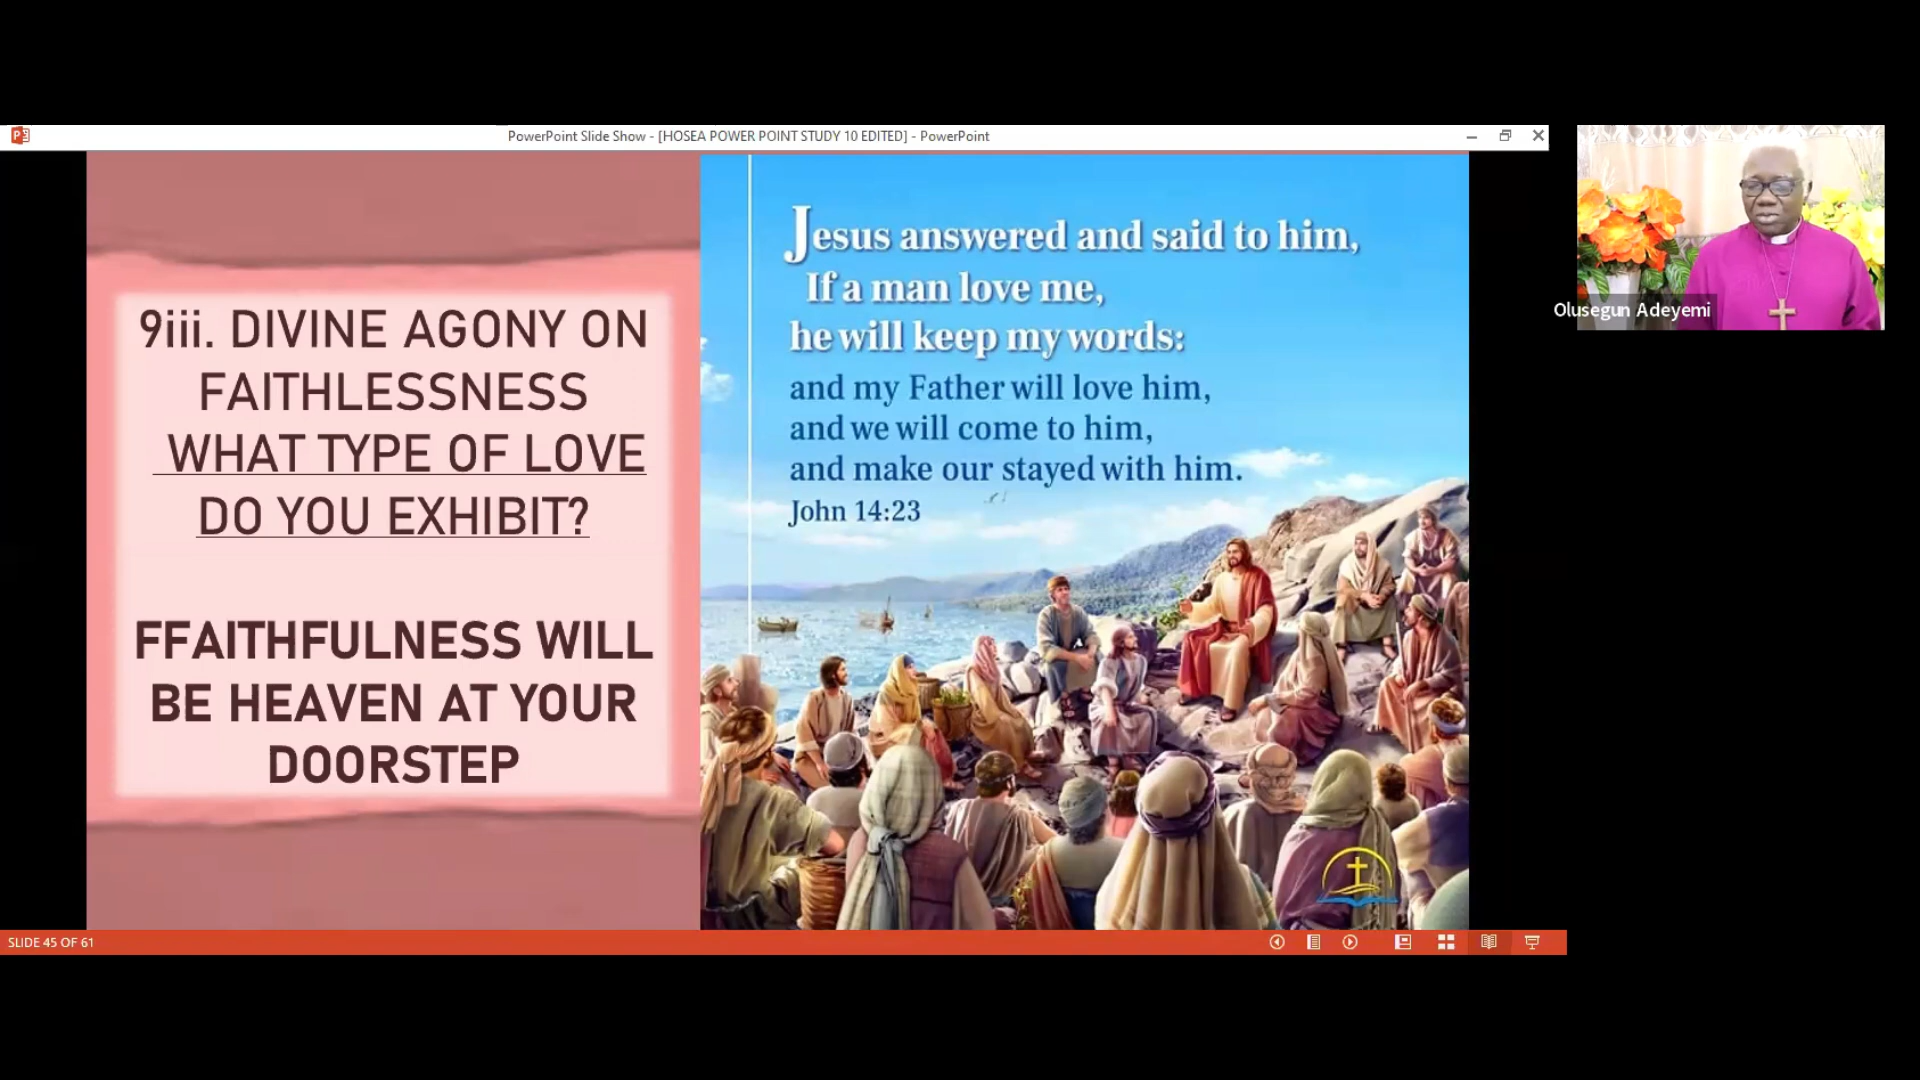 PowerPoint Slide Show - [HOSEA POWER POINT STUDY 10 EDITED] - PowerPoint
9iii. DIVINE AGONY ON
FAITHLESSNESS
WHAT TYPE OF LOVE
DO YOU EXHIBIT?
FFAITHFULNESS WILL
BE HEAVEN AT YOUR
DOORSTEP
Jesus answered and said to him,
If a man love me,
he will keep my words:
and my Father will love him,
and we will come to him,
and make our stayed with him.
John 14:23
Olusegun Adeyemi
SLIDE 45 OF 61